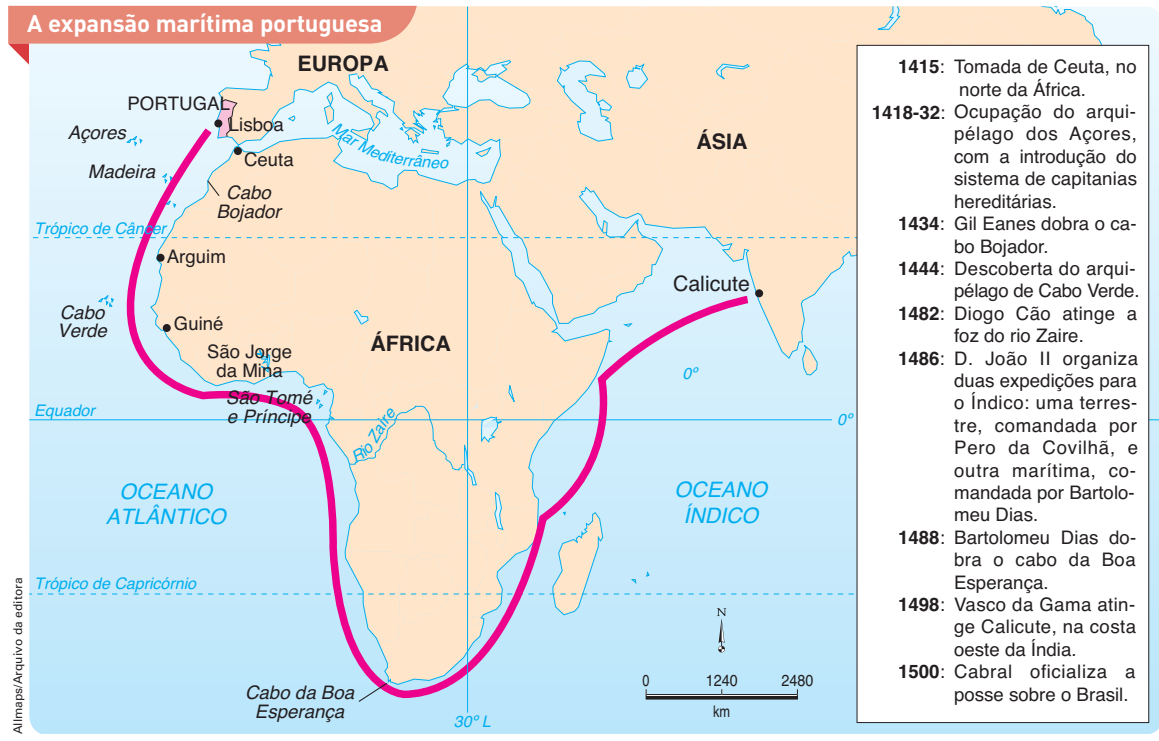 A expansão marítima portuguesa
EUROPA
PORTUGAL
Lisboa
Açores
Ceuta
Mar Mediterrâneo
ÁSIA
Madeira
Cabo
Bojador
Trópico de Câncer
Arguim
Calicute
Cabo
Verde
Guiné
ÁFRICA
São Jorge
da Mina
0º
São Tomé
e Príncipe
Equador
0º
Rio Zaire
OCEANO
ATLÂNTICO
OCEANO
ÍNDICO
Trópico de Capricórnio
N
0 1240 2480
km
Cabo da Boa
Esperança
30º L
1415: Tomada de Ceuta, no
norte da África.
1418-32: Ocupação do arqui-
pélago dos Açores,
com a introdução do
sistema de capitanias
hereditárias.
1434: Gil Eanes dobra o ca-
bo Bojador.
1444: Descoberta do arqui-
pélago de Cabo Verde.
1482: Diogo Cão atinge a
foz do rio Zaire.
1486: D. João II organiza
duas expedições para
o Índico: uma terres-
tre, comandada por
Pero da Covilhã, e
outra marítima, co-
mandada por Bartolo-
meu Dias.
1488: Bartolomeu Dias do-
bra o cabo da Boa
Esperança.
1498: Vasco da Gama atin-
ge Calicute, na costa
oeste da Índia.
1500: Cabral oficializa a
posse sobre o Brasil.
Allmaps/Arquivo da editora